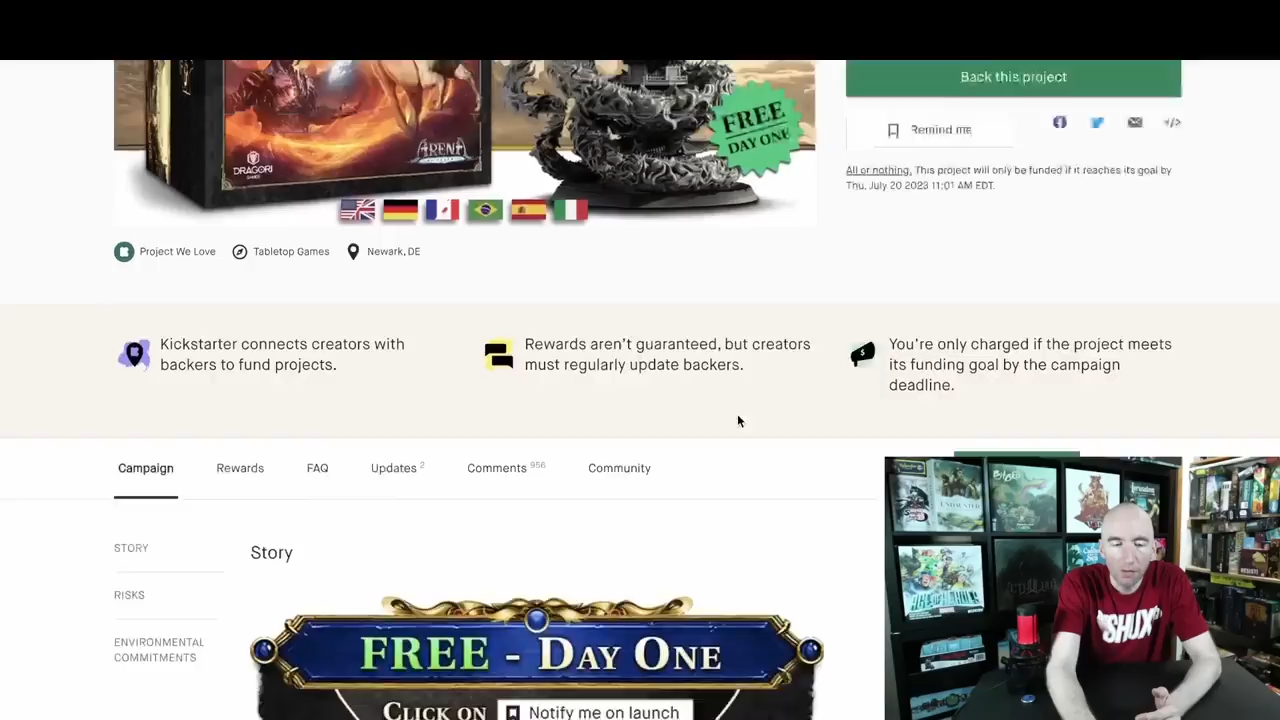 Back this project
FREE
DAY ONE
Remind me
</>
DRAGORI
GAMES
ARENA
All or nothing. This project will only be funded if it reaches its goal by
Thu, July 20 2023 11:01 AM EDT.
Project We Love
Tabletop Games
Newark, DE
Kickstarter connects creators with
backers to fund projects.
Rewards aren't guaranteed, but creators
must regularly update backers.
You're only charged if the project meets
its funding goal by the campaign
deadline.
Campaign
Rewards
FAQ
Updates 2
Comments 956
Community
STORY
Story
RISKS
ENVIRONMENTAL
COMMITMENTS
FREE - DAY ONE
CLICK ON
Notify me on launch
SHUX